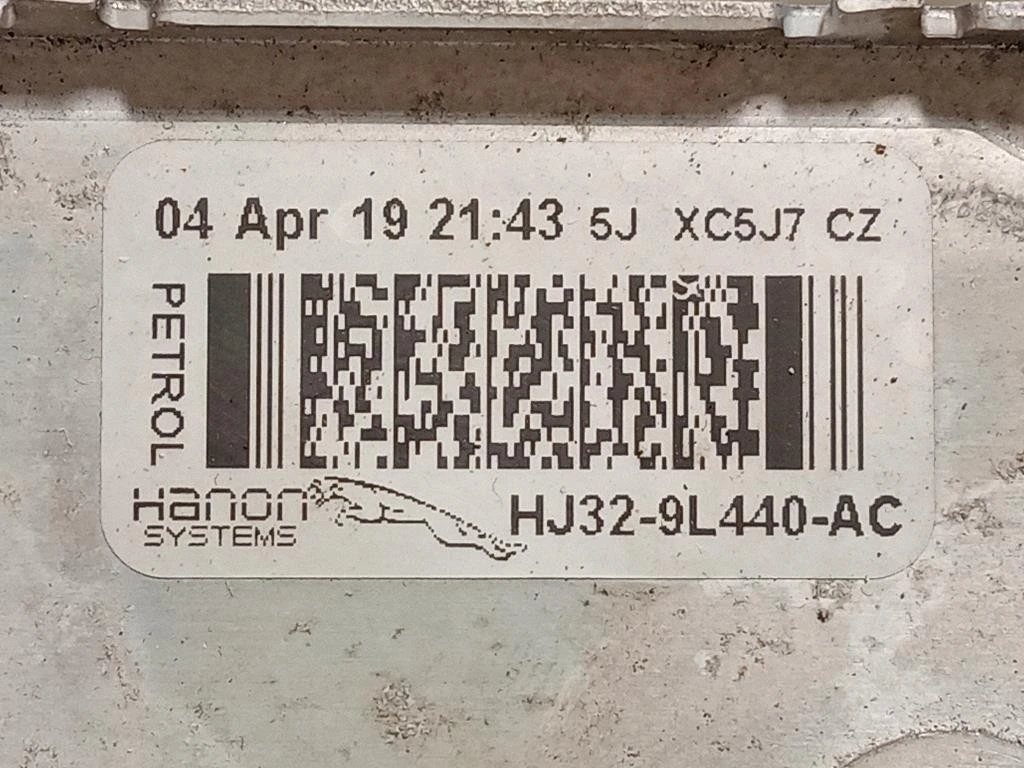 04 Apr 19 21:43 5J XC5J7 CZ
PETROL
Hanon
SYSTEMS
HJ32-9L440-AC